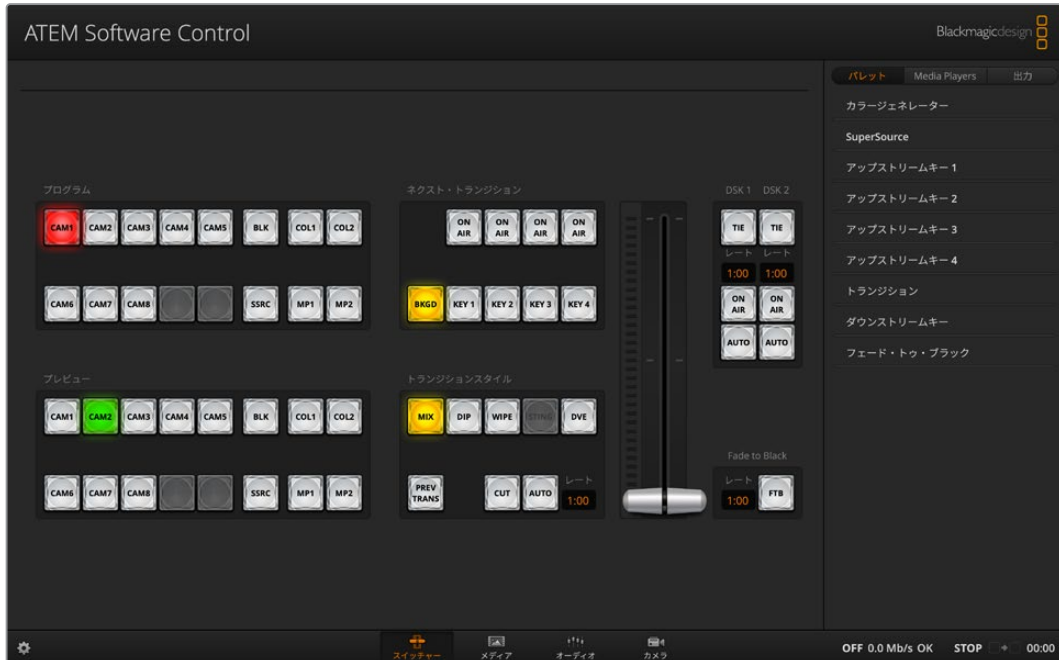 ATEM Software Control
Blackmagicdesign
パレット Media Players 出力
カラージェネレーター
SuperSource
アップストリームキー 1
アップストリームキー 2
アップストリームキー 3
アップストリームキー 4
トランジション
ダウンストリームキー
フェード・トゥ・ブラック
プログラム
CAM1 CAM2 CAM3 CAM4 CAM5 BLK COL1 COL2
CAM6 CAM7 CAM8 SSRC MP1 MP2
ネクスト・トランジション
ON AIR ON AIR ON AIR ON AIR
BKGD KEY 1 KEY 2 KEY 3 KEY 4
DSK 1 DSK 2
TIE TIE
レート レート
1:00 1:00
ON AIR ON AIR
AUTO AUTO
プレビュー
CAM1 CAM2 CAM3 CAM4 CAM5 BLK COL1 COL2
CAM6 CAM7 CAM8 SSRC MP1 MP2
トランジションスタイル
MIX DIP WIPE STING DVE
PREV TRANS CUT AUTO レート 1:00
Fade to Black
レート
1:00 FTB
スイッチャー メディア オーディオ カメラ
OFF 0.0 Mb/s OK STOP 00:00